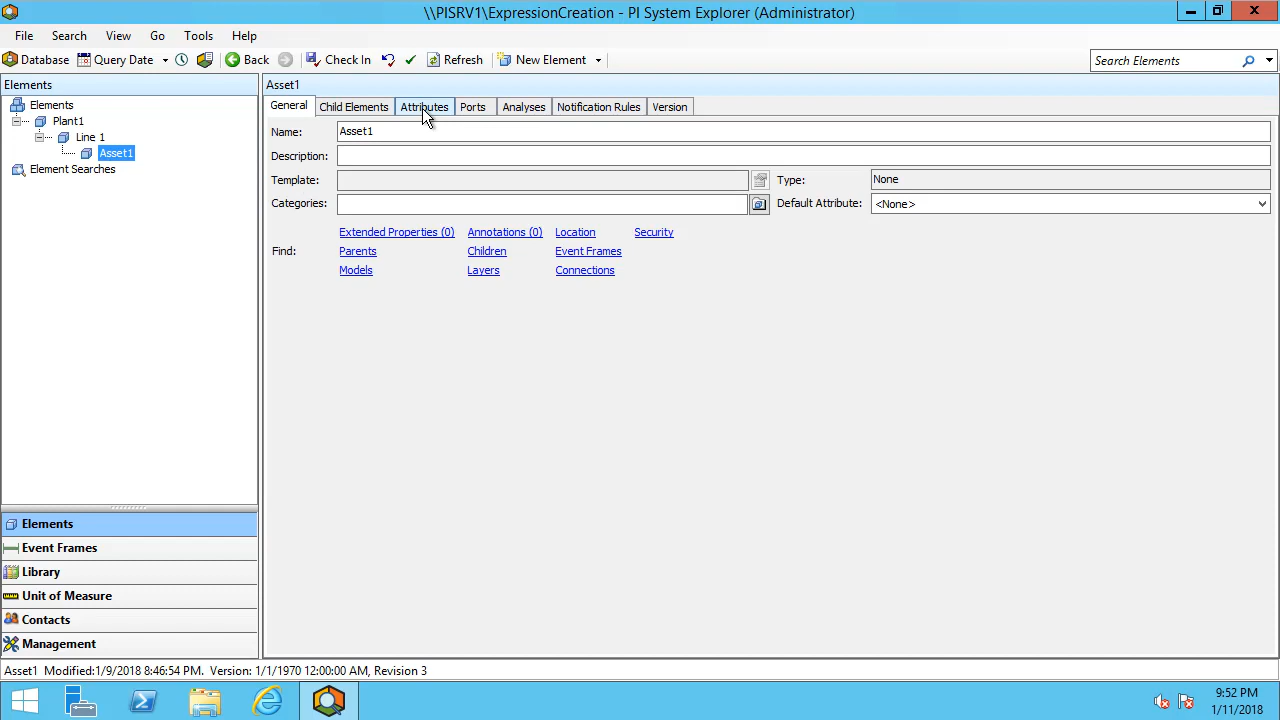 \\PISRV1\ExpressionCreation - PI System Explorer (Administrator)
File Search View Go Tools Help
Database Query Date Back Check In Refresh New Element Search Elements
Elements
Elements
Plant1
Line 1
Asset1
Element Searches
Elements
Event Frames
Library
Unit of Measure
Contacts
Management
Asset1
General Child Elements Attributes Ports Analyses Notification Rules Version
Name: Asset1
Description:
Template: Type: None
Categories: Default Attribute: <None>
Extended Properties (0) Annotations (0) Location Security
Find: Parents Children Event Frames
Models Layers Connections
Asset1 Modified:1/9/2018 8:46:54 PM. Version: 1/1/1970 12:00:00 AM, Revision 3
9:52 PM
1/11/2018